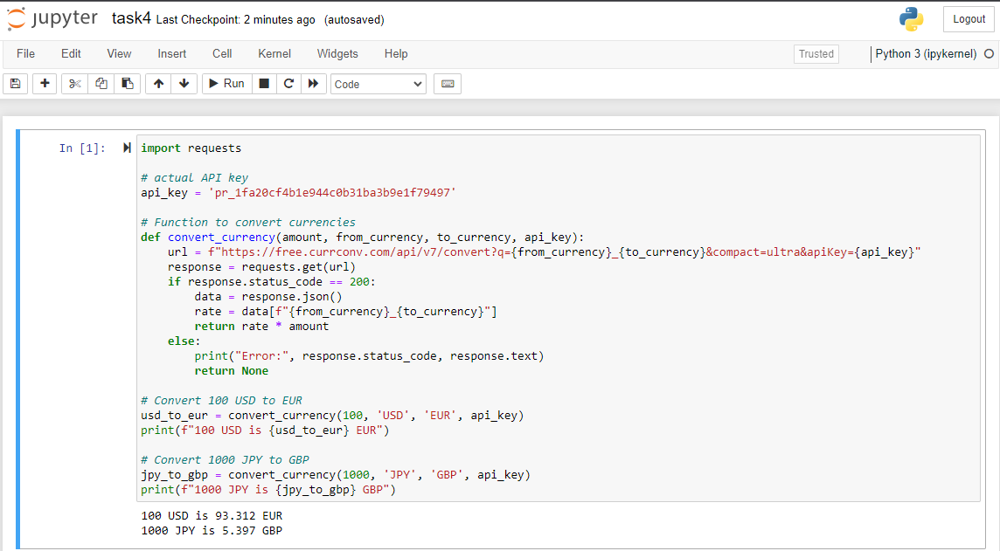 jupyter task4 Last Checkpoint: 2 minutes ago (autosaved) Logout
File Edit View Insert Cell Kernel Widgets Help Trusted Python 3 (ipykernel)
Run Code
In [1]: import requests
# actual API key
api_key = 'pr_1fa20cf4b1e944c0b31ba3b9e1f79497'
# Function to convert currencies
def convert_currency(amount, from_currency, to_currency, api_key):
    url = f"https://free.currconv.com/api/v7/convert?q={from_currency}_{to_currency}&compact=ultra&apiKey={api_key}"
    response = requests.get(url)
    if response.status_code == 200:
        data = response.json()
        rate = data[f"{from_currency}_{to_currency}"]
        return rate * amount
    else:
        print("Error:", response.status_code, response.text)
        return None
# Convert 100 USD to EUR
usd_to_eur = convert_currency(100, 'USD', 'EUR', api_key)
print(f"100 USD is {usd_to_eur} EUR")
# Convert 1000 JPY to GBP
jpy_to_gbp = convert_currency(1000, 'JPY', 'GBP', api_key)
print(f"1000 JPY is {jpy_to_gbp} GBP")
100 USD is 93.312 EUR
1000 JPY is 5.397 GBP